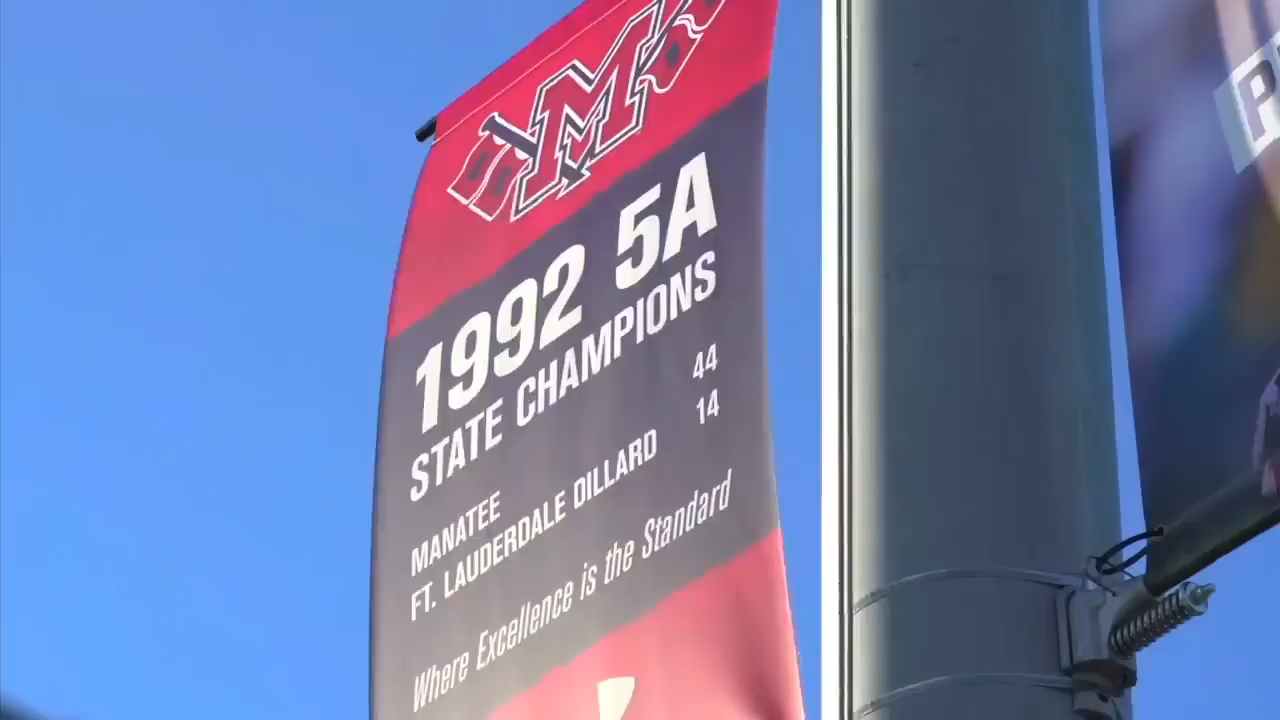 M
1992 5A
STATE CHAMPIONS
MANATEE 44
FT. LAUDERDALE DILLARD 14
Where Excellence is the Standard
P